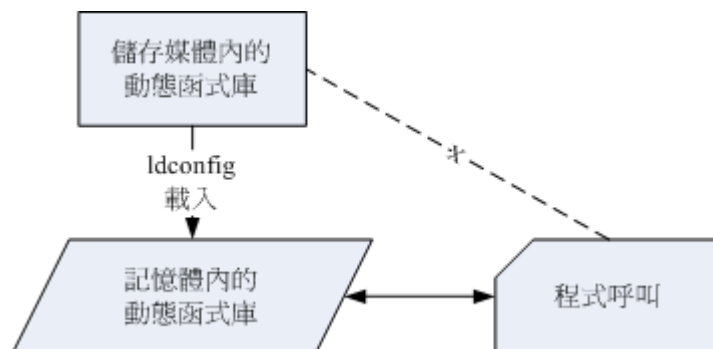 儲存媒體內的
動態函式庫
x
ldconfig
載入
記憶體內的
動態函式庫
程式呼叫